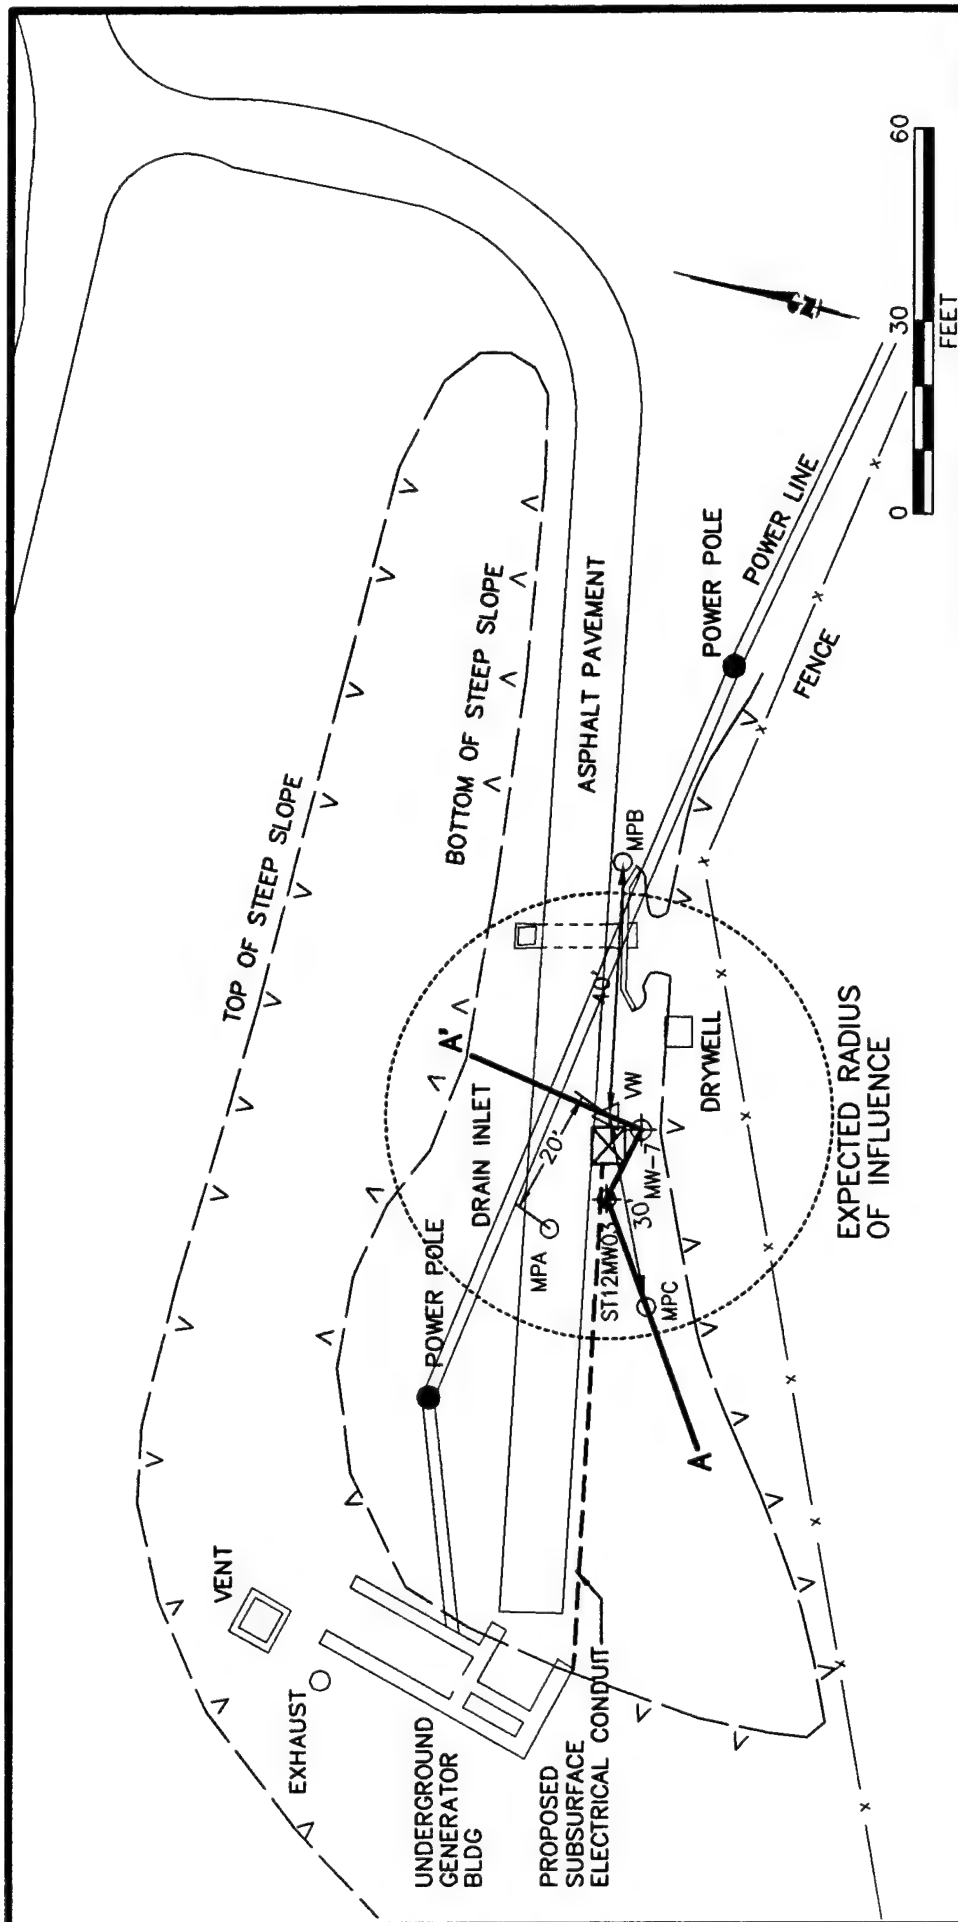 VENT
EXHAUST
UNDERGROUND
GENERATOR
BLDG
PROPOSED
SUBSURFACE
ELECTRICAL CONDUIT
TOP OF STEEP SLOPE
BOTTOM OF STEEP SLOPE
POWER POLE
DRAIN INLET
A'
ASPHALT PAVEMENT
MPA
20'
40'
MPB
VW
ST12MW03
MW-7
30'
MPC
A
DRYWELL
EXPECTED RADIUS
OF INFLUENCE
POWER POLE
POWER LINE
FENCE
0
30
60
FEET